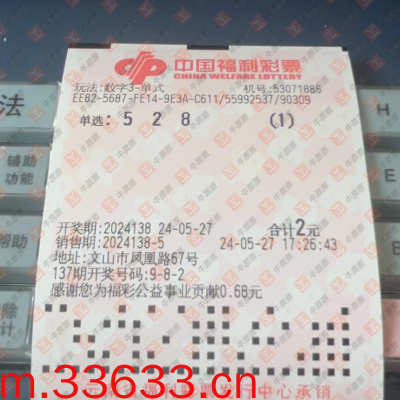 中国福利彩票
CHINA WELFARE LOTTERY
玩法:数字3-单式 机号:53071886
EE82-5687-FE14-9E3A-C611/55992537/90309
单选: 5 2 8 (1)
开奖期:2024138 24-05-27 合计2元
销售期:2024138-5 24-05-27 17:26:43
地址:文山市凤凰路67号
137期开奖号码:9-8-2
感谢您为福彩公益事业贡献0.68元
中心承销
m.33633.cn
法
辅助
功能
助
除
计